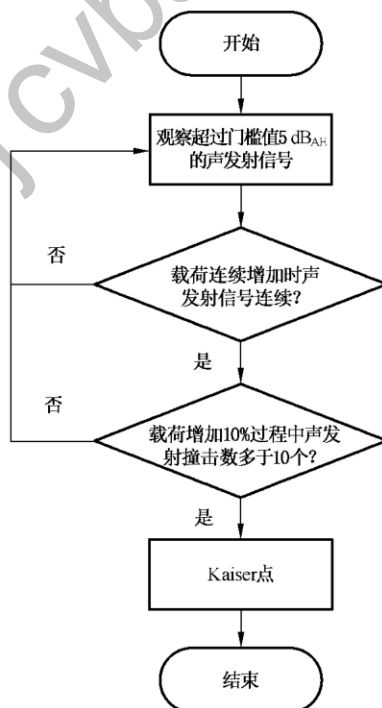 开始
观察超过门槛值5 dBAE
的声发射信号
否
载荷连续增加时声
发射信号连续?
是
否
载荷增加10%过程中声发
射撞击数多于10个?
是
Kaiser点
结束